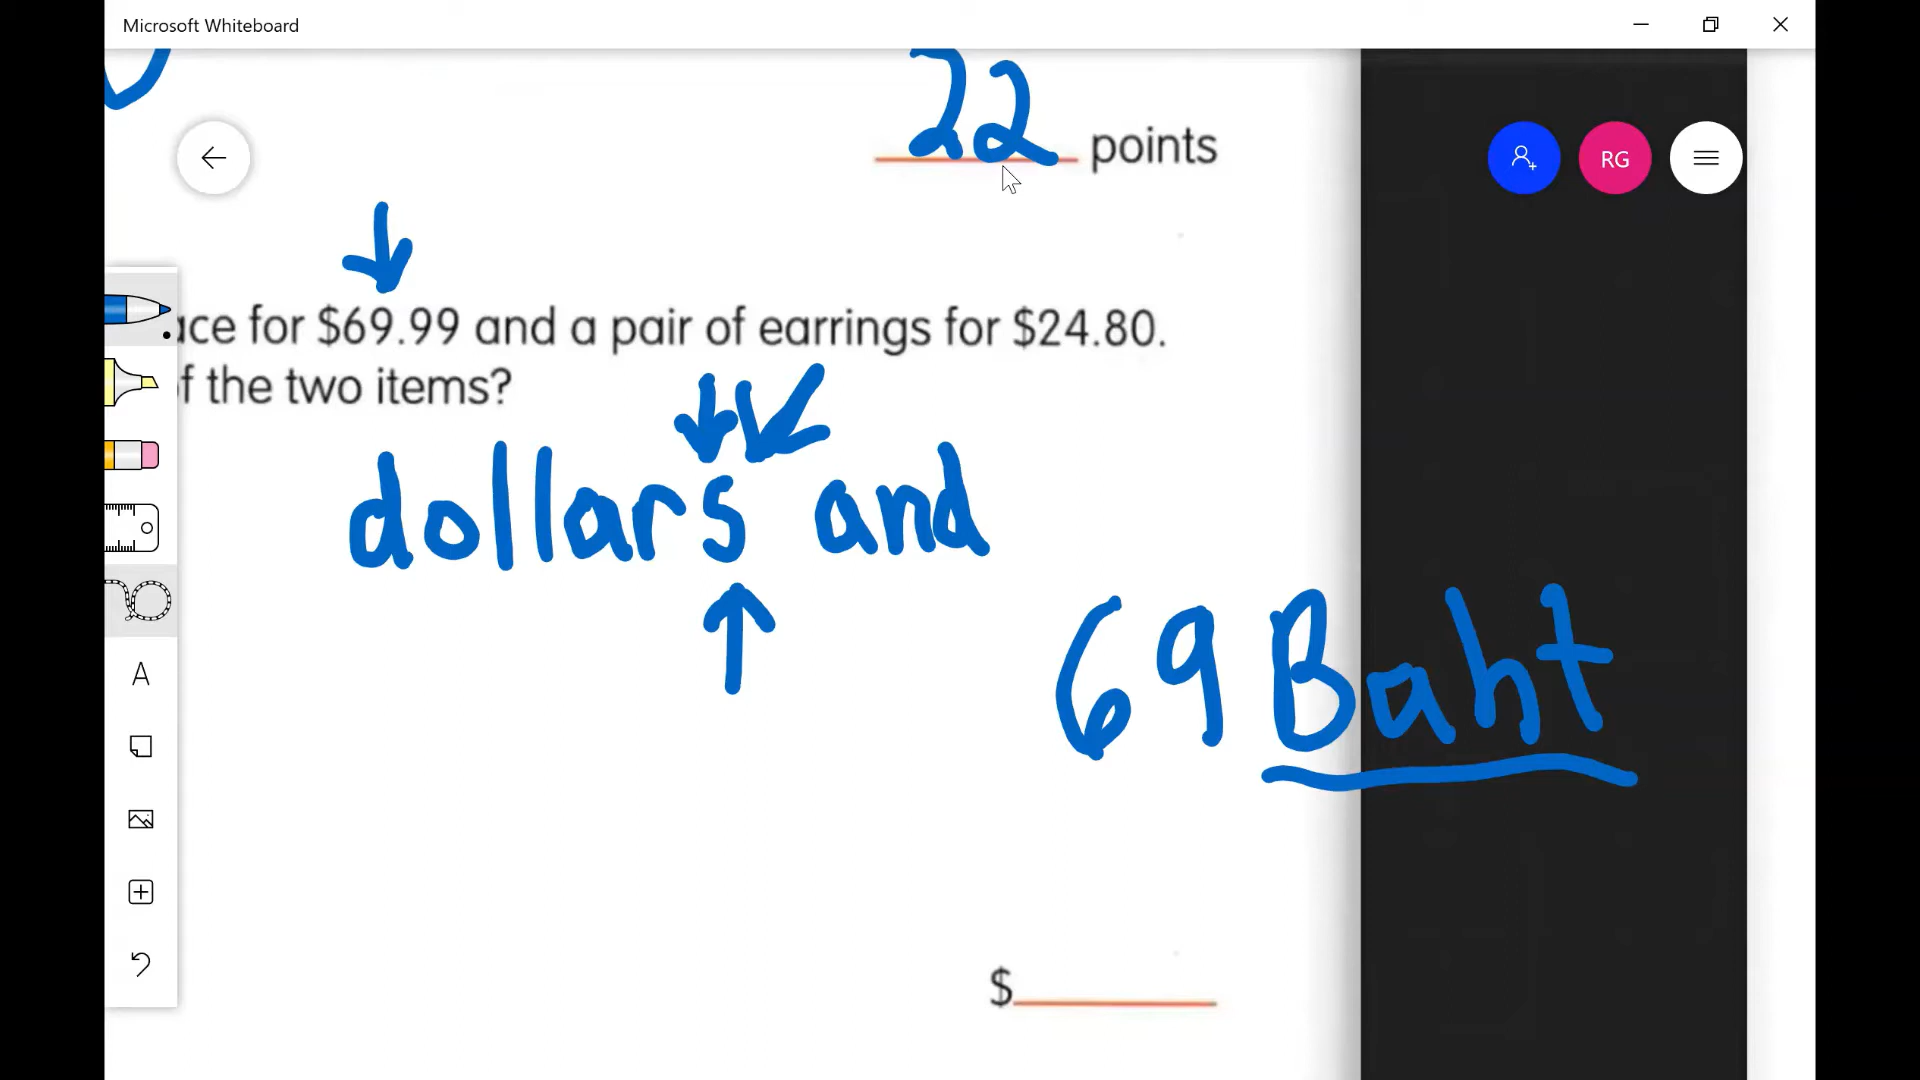 Microsoft Whiteboard
22 points
RG
ace for $69.99 and a pair of earrings for $24.80.
f the two items?
dollars and
69 Baht
A
$